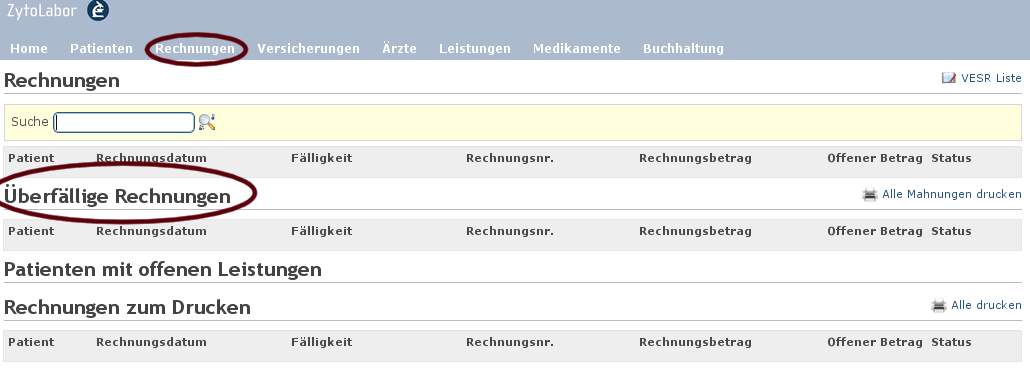 ZytoLabor
Home Patienten Rechnungen Versicherungen Ärzte Leistungen Medikamente Buchhaltung
Rechnungen
VESR Liste
Suche
Patient Rechnungsdatum Fälligkeit Rechnungsnr. Rechnungsbetrag Offener Betrag Status
Überfällige Rechnungen
Alle Mahnungen drucken
Patient Rechnungsdatum Fälligkeit Rechnungsnr. Rechnungsbetrag Offener Betrag Status
Patienten mit offenen Leistungen
Rechnungen zum Drucken
Alle drucken
Patient Rechnungsdatum Fälligkeit Rechnungsnr. Rechnungsbetrag Offener Betrag Status